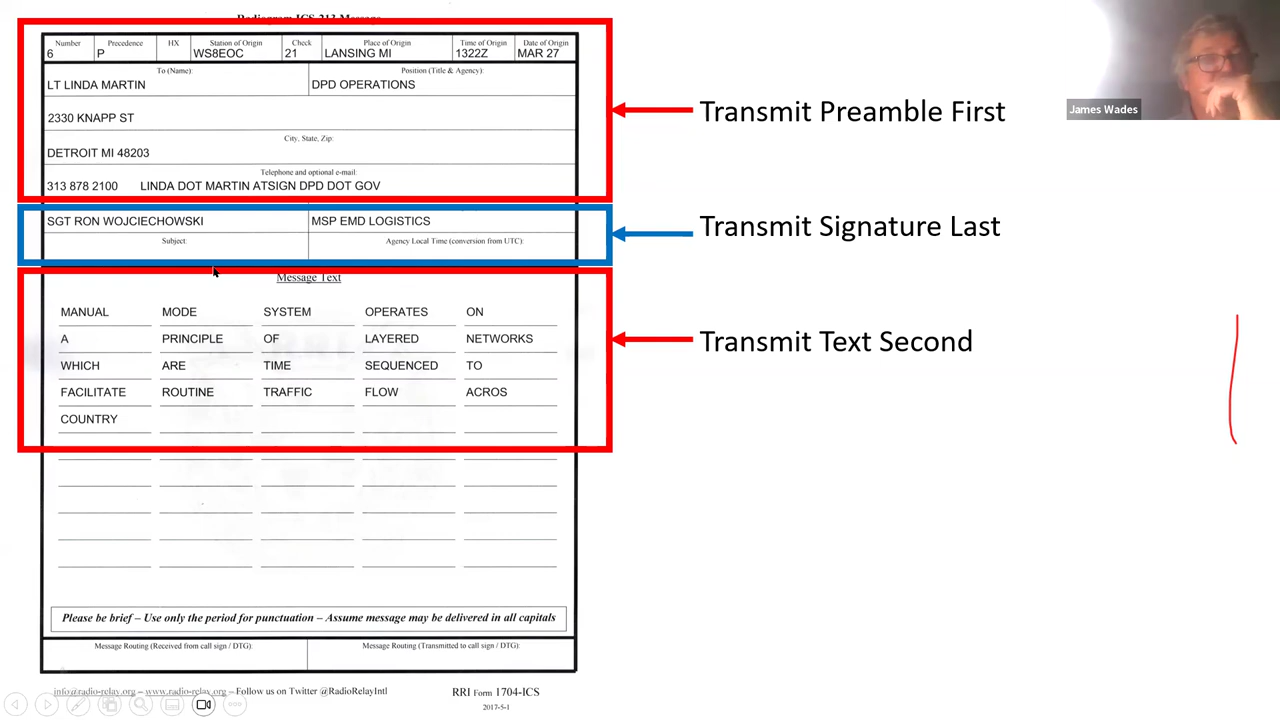 Radiogram ICS-213 Message
Number Precedence HX Station of Origin Check Place of Origin Time of Origin Date of Origin
6 P WS8EOC 21 LANSING MI 1322Z MAR 27
To (Name): Position (Title & Agency):
LT LINDA MARTIN DPD OPERATIONS
2330 KNAPP ST
City, State, Zip:
DETROIT MI 48203
Telephone and optional e-mail:
313 878 2100 LINDA DOT MARTIN ATSIGN DPD DOT GOV
SGT RON WOJCIECHOWSKI MSP EMD LOGISTICS
Subject: Agency Local Time (conversion from UTC):
Message Text
MANUAL MODE SYSTEM OPERATES ON
A PRINCIPLE OF LAYERED NETWORKS
WHICH ARE TIME SEQUENCED TO
FACILITATE ROUTINE TRAFFIC FLOW ACROS
COUNTRY
Please be brief – Use only the period for punctuation – Assume message may be delivered in all capitals
Message Routing (Received from call sign / DTG): Message Routing (Transmitted to call sign / DTG):
info@radio-relay.org – www.radio-relay.org – Follow us on Twitter @RadioRelayIntl RRI Form 1704-ICS
2017-5-1
Transmit Preamble First
Transmit Signature Last
Transmit Text Second
James Wades